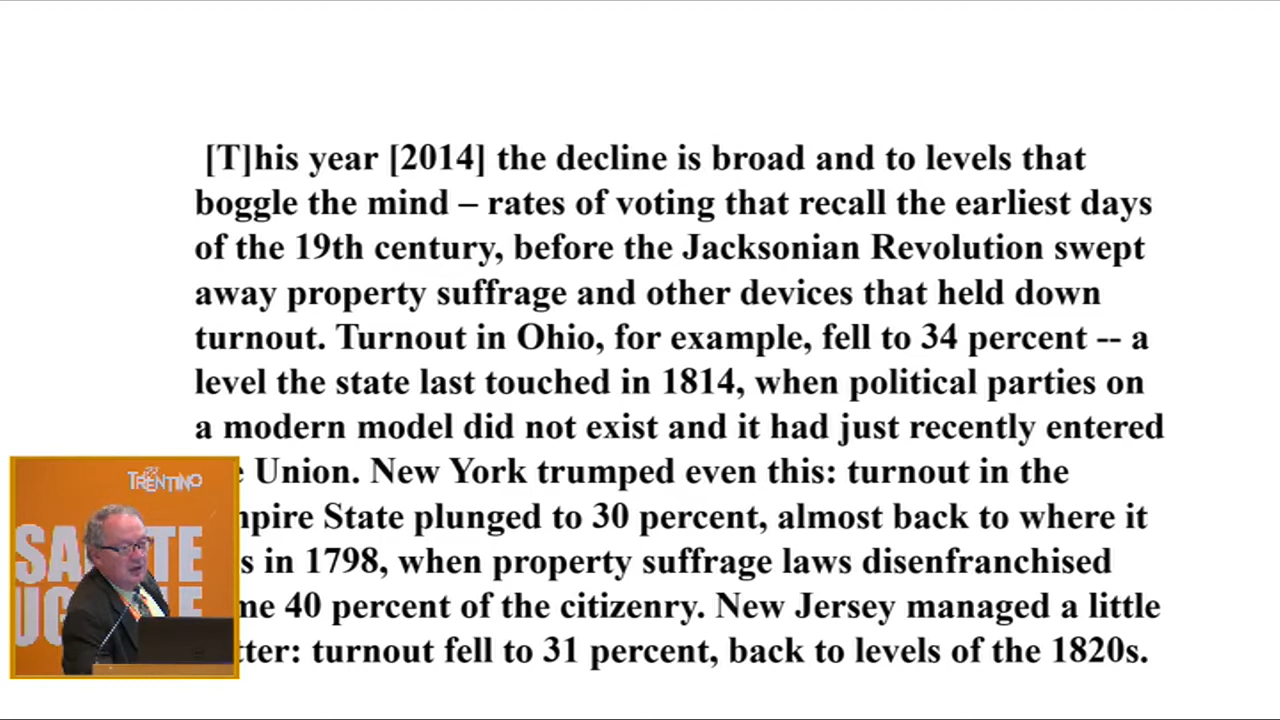 [T]his year [2014] the decline is broad and to levels that
boggle the mind – rates of voting that recall the earliest days
of the 19th century, before the Jacksonian Revolution swept
away property suffrage and other devices that held down
turnout. Turnout in Ohio, for example, fell to 34 percent -- a
level the state last touched in 1814, when political parties on
a modern model did not exist and it had just recently entered
e Union. New York trumped even this: turnout in the
npire State plunged to 30 percent, almost back to where it
s in 1798, when property suffrage laws disenfranchised
me 40 percent of the citizenry. New Jersey managed a little
tter: turnout fell to 31 percent, back to levels of the 1820s.
TRENTINO